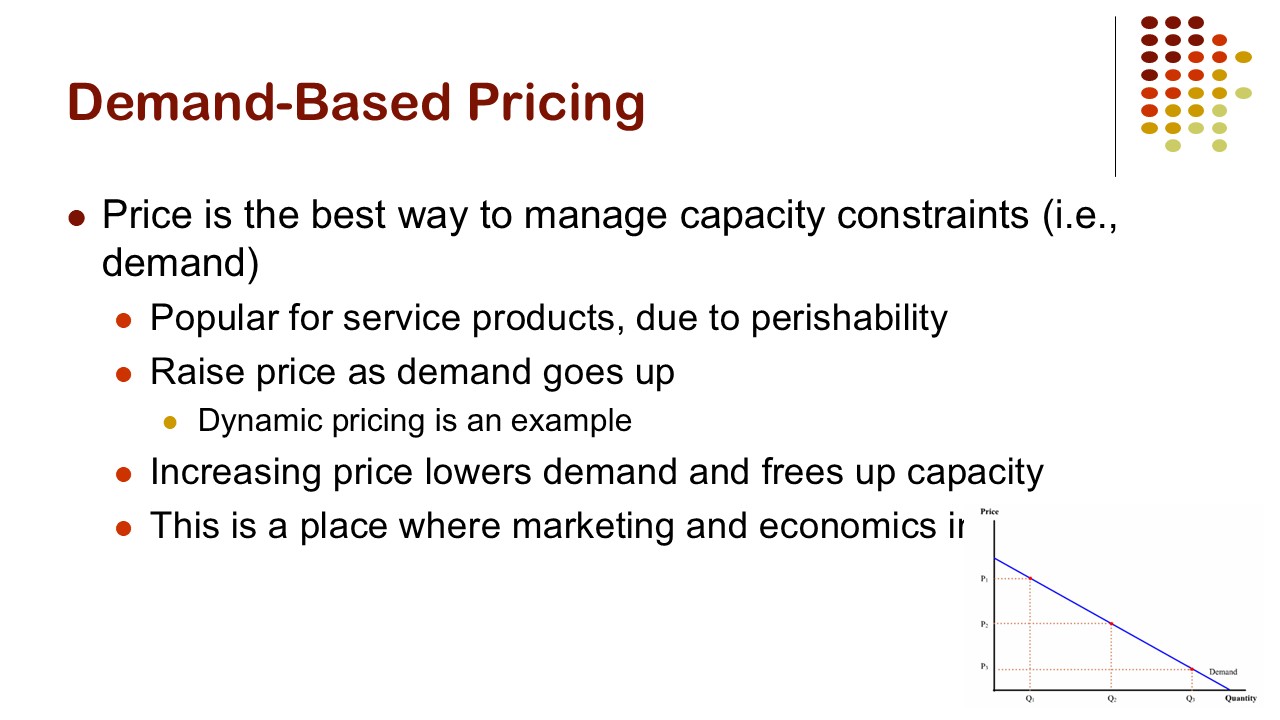 Demand-Based Pricing
Price is the best way to manage capacity constraints (i.e.,
demand)
Popular for service products, due to perishability
Raise price as demand goes up
Dynamic pricing is an example
Increasing price lowers demand and frees up capacity
This is a place where marketing and economics
Price
P₁
P₂
P₃
Demand
Q₁ Q₂ Q₃ Quantity